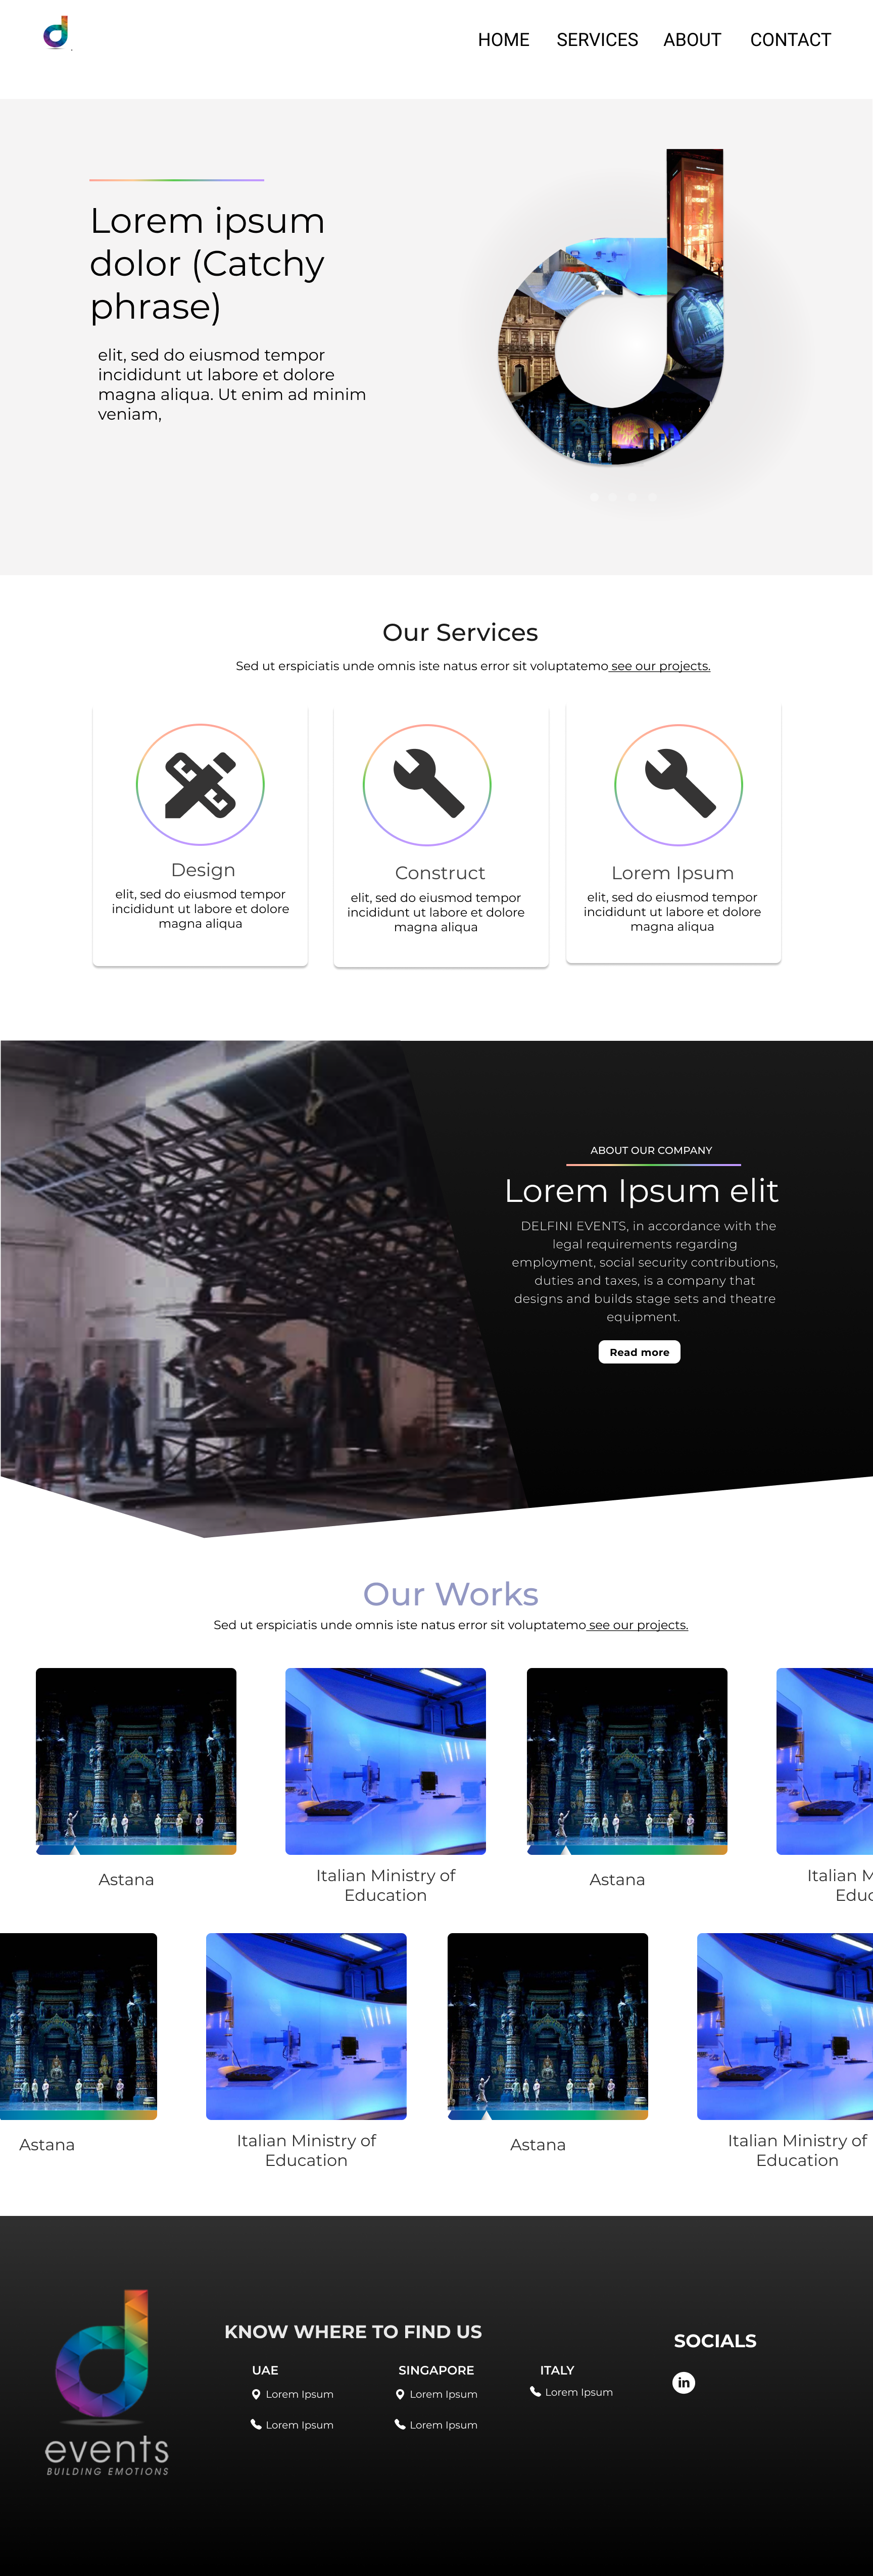 HOME SERVICES ABOUT CONTACT
Lorem ipsum
dolor (Catchy
phrase)
elit, sed do eiusmod tempor
incididunt ut labore et dolore
magna aliqua. Ut enim ad minim
veniam,
Our Services
Sed ut erspiciatis unde omnis iste natus error sit voluptatemo see our projects.
Design
elit, sed do eiusmod tempor
incididunt ut labore et dolore
magna aliqua
Construct
elit, sed do eiusmod tempor
incididunt ut labore et dolore
magna aliqua
Lorem Ipsum
elit, sed do eiusmod tempor
incididunt ut labore et dolore
magna aliqua
ABOUT OUR COMPANY
Lorem Ipsum elit
DELFINI EVENTS, in accordance with the
legal requirements regarding
employment, social security contributions,
duties and taxes, is a company that
designs and builds stage sets and theatre
equipment.
Read more
Our Works
Sed ut erspiciatis unde omnis iste natus error sit voluptatemo see our projects.
Astana
Italian Ministry of
Education
Astana
Italian M
Educ
Astana
Italian Ministry of
Education
Astana
Italian Ministry of
Education
d
events
BUILDING EMOTIONS
KNOW WHERE TO FIND US
UAE
Lorem Ipsum
Lorem Ipsum
SINGAPORE
Lorem Ipsum
Lorem Ipsum
ITALY
Lorem Ipsum
SOCIALS
in